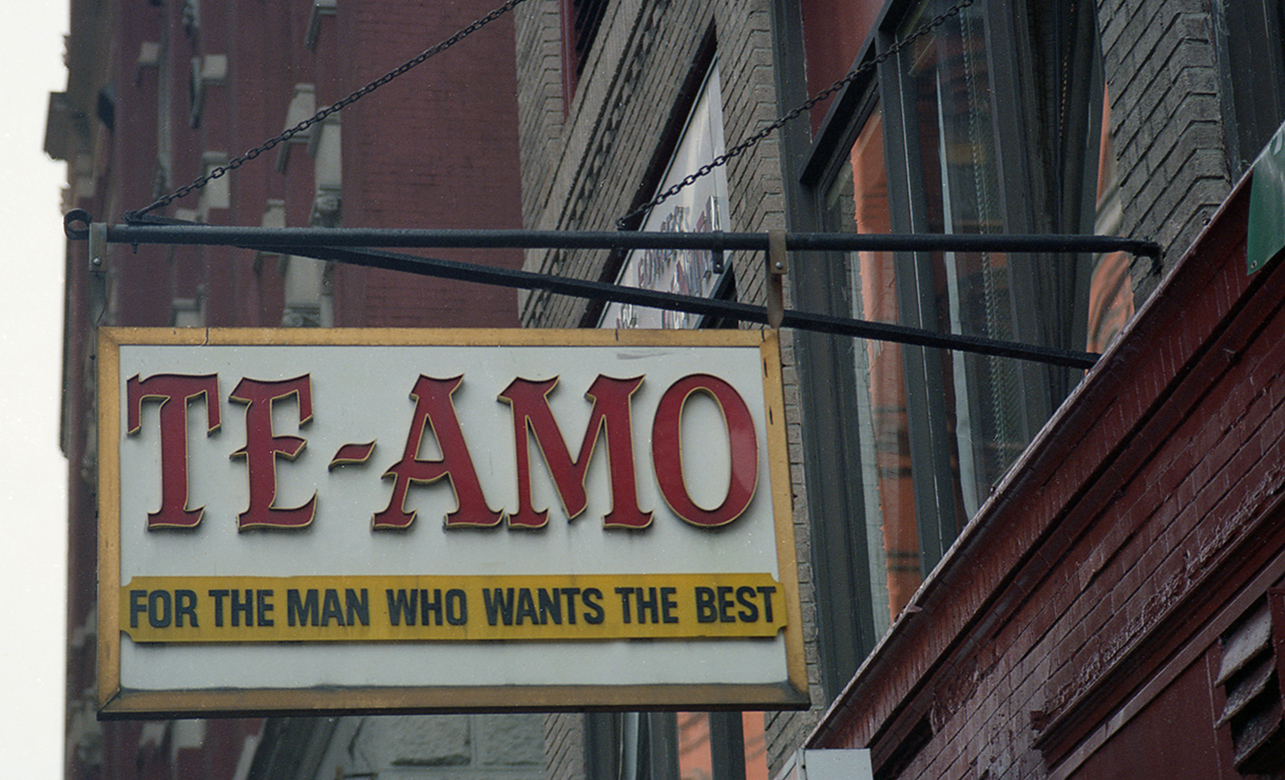 TE-AMO
FOR THE MAN WHO WANTS THE BEST